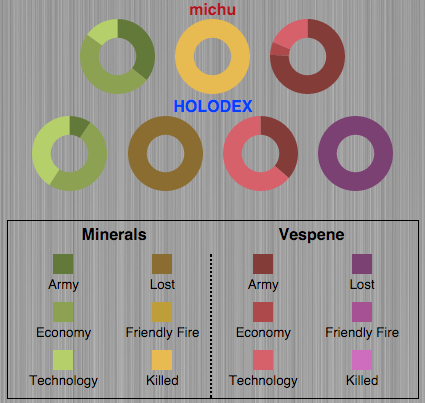 michu
HOLODEX
Minerals Vespene
Army Lost Army Lost
Economy Friendly Fire Economy Friendly Fire
Technology Killed Technology Killed